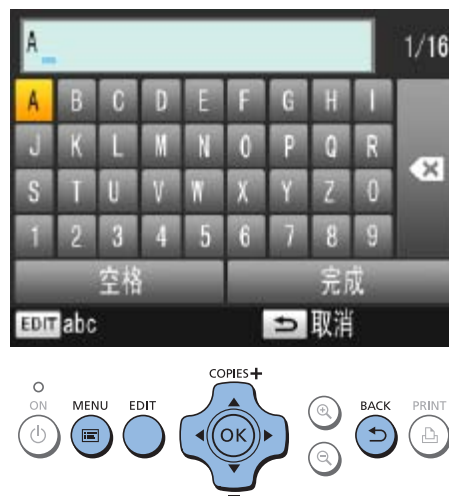 A_ 1/16
A B C D E F G H I
J K L M N O P Q R
S T U V W X Y Z 0
1 2 3 4 5 6 7 8 9
空格 完成
EDIT abc 取消
COPIES+
ON MENU EDIT BACK PRINT
OK